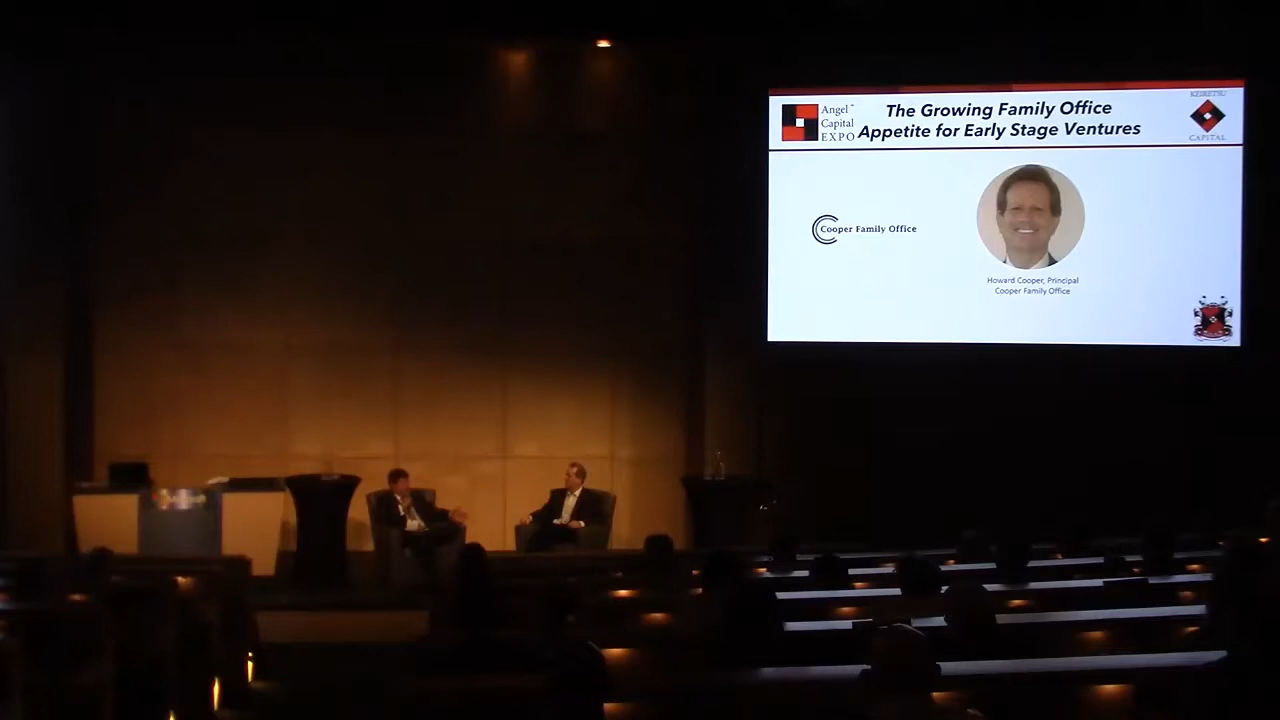 Angel™
Capital
EXPO
The Growing Family Office
Appetite for Early Stage Ventures
KEIRETSU
CAPITAL
Cooper Family Office
Howard Cooper, Principal
Cooper Family Office